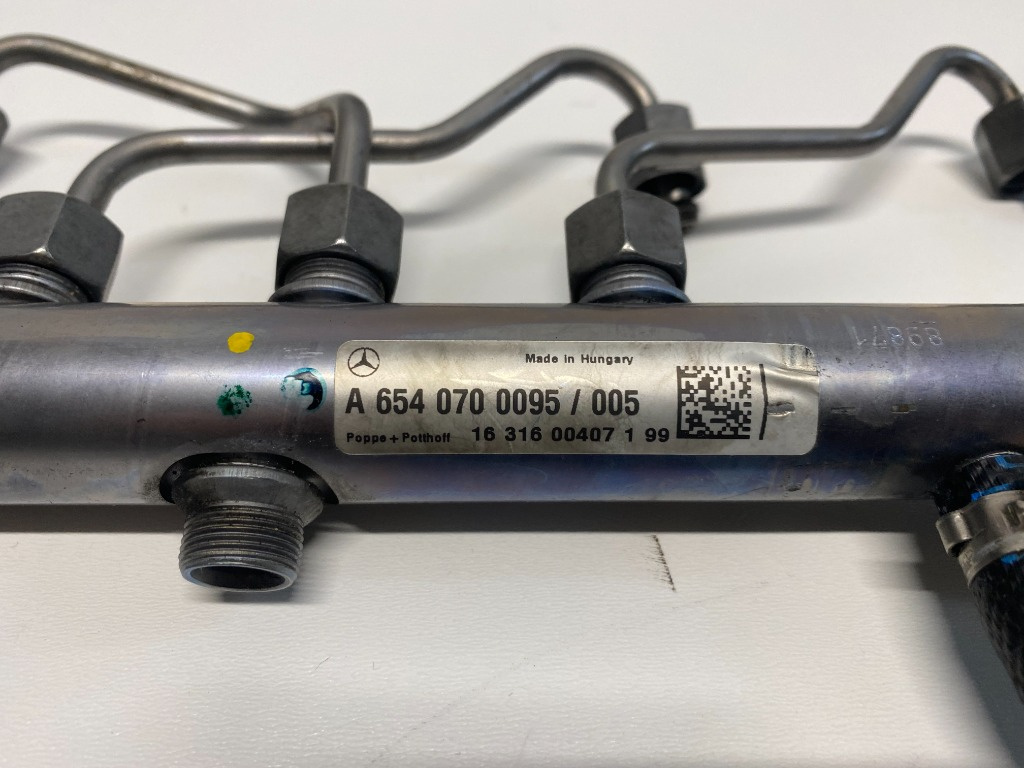 Made in Hungary
A 654 070 0095 / 005
Poppe + Potthoff 16 316 00407 1 99